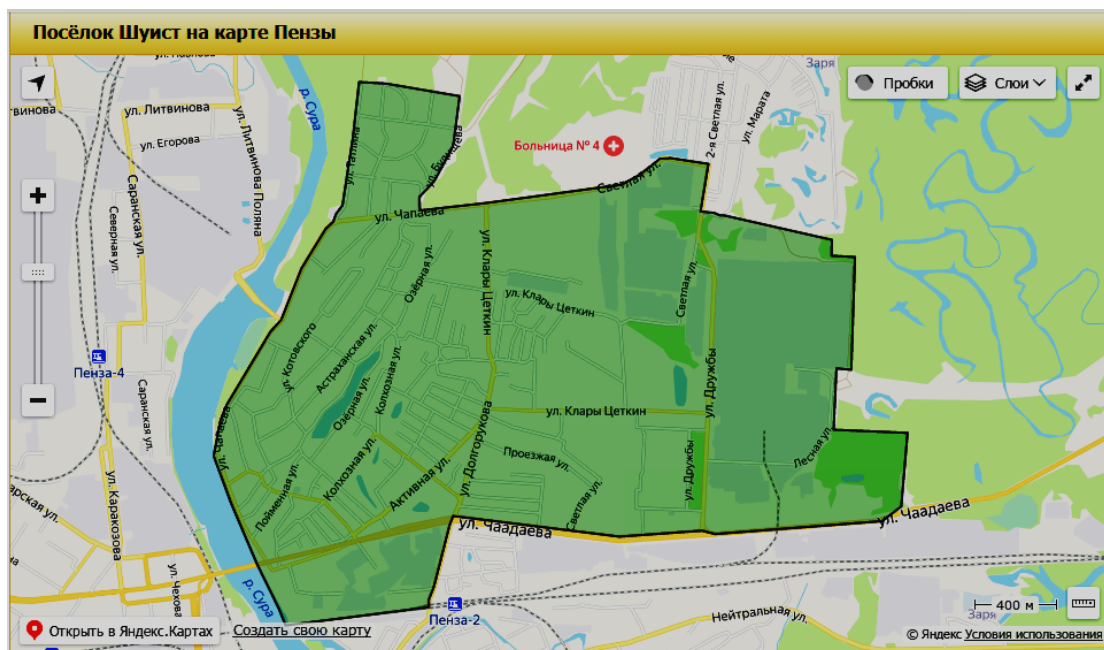 Посёлок Шуист на карте Пензы
Заря
Пробки
Слои
твинова
ул. Литвинова
ул. Егорова
р. Сура
ул. Литвинова Поляна
Саранская ул.
Северная ул.
Больница № 4
2-я Светлая ул.
ул. Марата
Светлая ул.
ул. Чапаева
ул. Клары Цеткин
Озёрная ул.
ул. Клары Цеткин
Светлая ул.
ул. Котовского
Астраханская ул.
Озёрная ул.
Колхозная ул.
ул. Дружбы
Пенза-4
Саранская ул.
ул. Чапаева
ул. Клары Цеткин
ул. Долгорукова
Проезжая ул.
Лесная ул.
Колхозная ул.
Активная ул.
Пойменная ул.
Светлая ул.
ул. Дружбы
ул. Чаадаева
ул. Чаадаева
ул. Каракозова
арская ул.
ул. Чехова
р. Сура
Пенза-2
Нейтральная ул.
400 м
Заря
Открыть в Яндекс.Картах
Создать свою карту
© Яндекс Условия использования